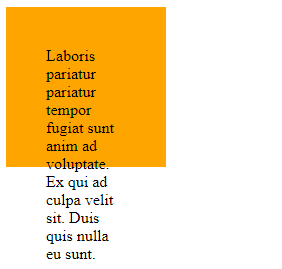 Laboris
pariatur
pariatur
tempor
fugiat sunt
anim ad
voluptate.
Ex qui ad
culpa velit
sit. Duis
quis nulla
eu sunt.